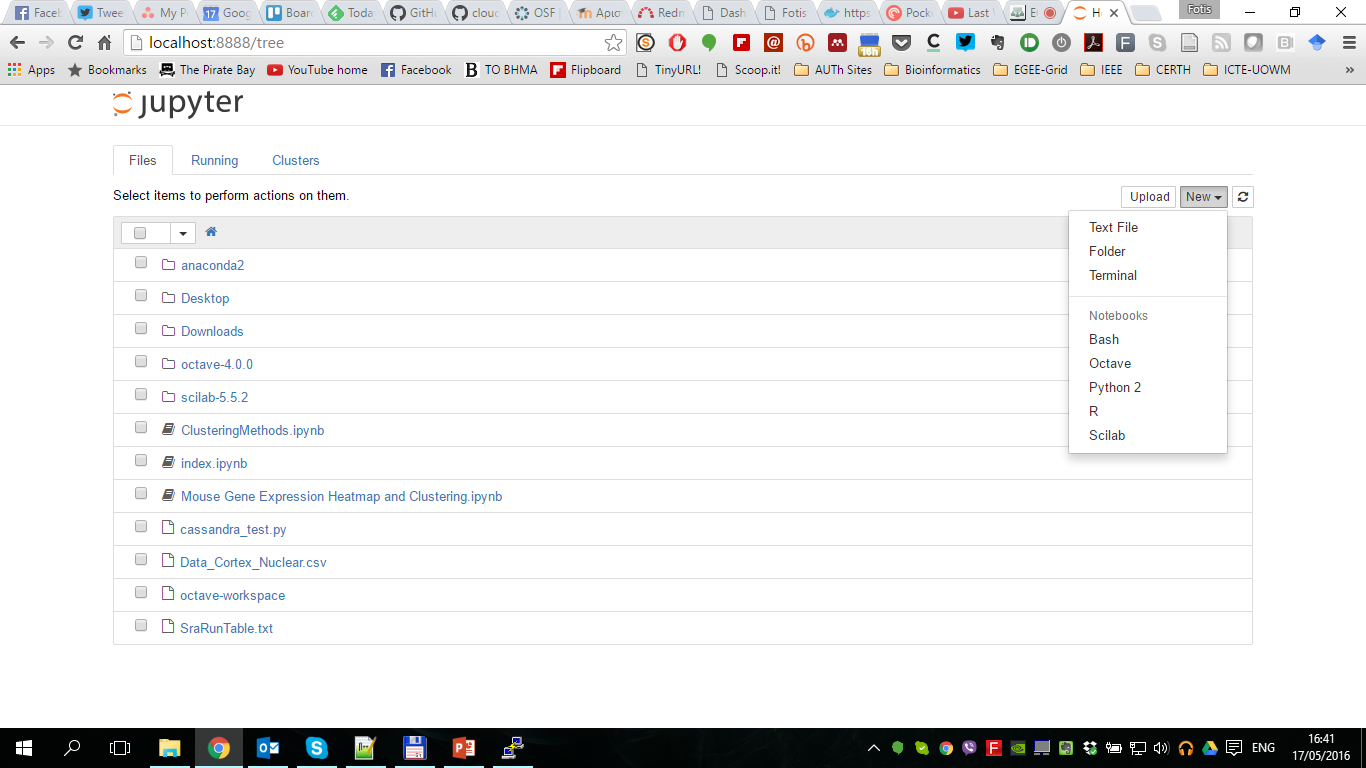 Faceb Twee My P Goog Boar Toda GitHu clou OSF Αρισ Redm Dash Fotis https Pock Last E H Fotis
localhost:8888/tree
16h
Apps Bookmarks The Pirate Bay YouTube home Facebook TO BHMA Flipboard TinyURL! Scoop.it! AUTh Sites Bioinformatics EGEE-Grid IEEE CERTH ICTE-UOWM »
jupyter
Files Running Clusters
Select items to perform actions on them.
Upload New
Text File
Folder
Terminal
Notebooks
Bash
Octave
Python 2
R
Scilab
anaconda2
Desktop
Downloads
octave-4.0.0
scilab-5.5.2
ClusteringMethods.ipynb
index.ipynb
Mouse Gene Expression Heatmap and Clustering.ipynb
cassandra_test.py
Data_Cortex_Nuclear.csv
octave-workspace
SraRunTable.txt
ENG
16:41
17/05/2016